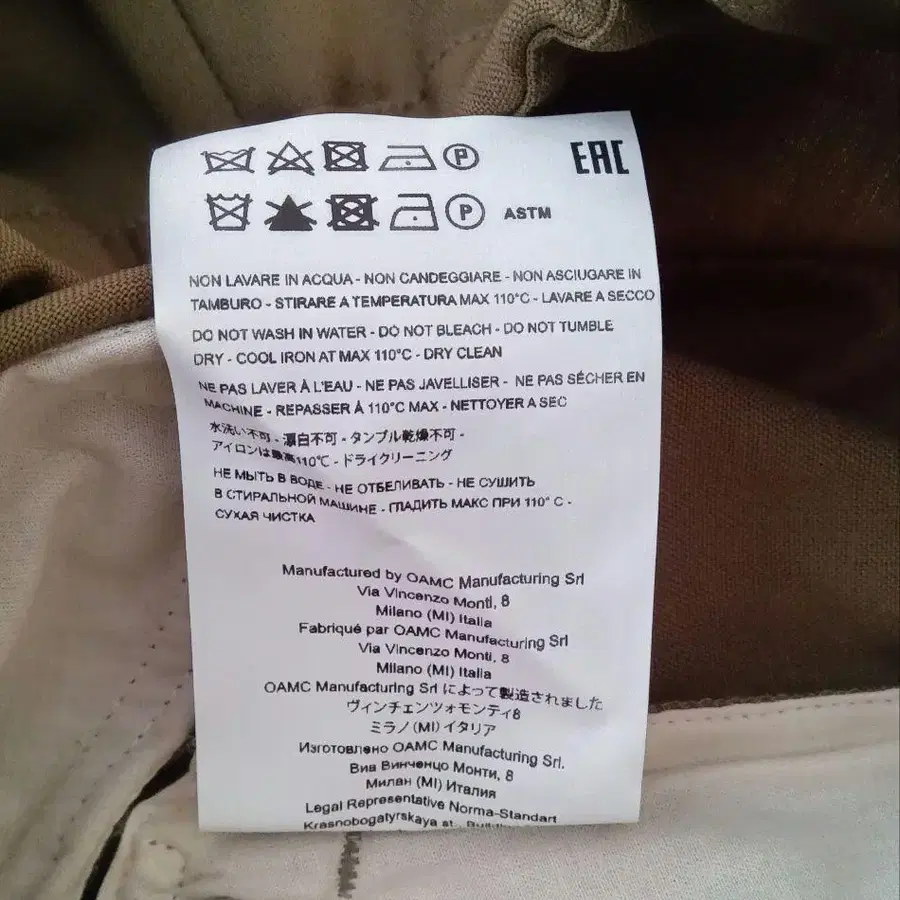 P EAC
P ASTM
NON LAVARE IN ACQUA - NON CANDEGGIARE - NON ASCIUGARE IN
TAMBURO - STIRARE A TEMPERATURA MAX 110°C - LAVARE A SECCO
DO NOT WASH IN WATER - DO NOT BLEACH - DO NOT TUMBLE
DRY - COOL IRON AT MAX 110°C - DRY CLEAN
NE PAS LAVER À L'EAU - NE PAS JAVELLISER - NE PAS SÉCHER EN
MACHINE - REPASSER À 110°C MAX - NETTOYER A SEC
水洗い不可 - 漂白不可 - タンブル乾燥不可 -
アイロンは最高110℃ - ドライクリーニング
НЕ МЫТЬ В ВОДЕ - НЕ ОТБЕЛИВАТЬ - НЕ СУШИТЬ
В СТИРАЛЬНОЙ МАШИНЕ - ГЛАДИТЬ МАКС ПРИ 110° C -
СУХАЯ ЧИСТКА
Manufactured by OAMC Manufacturing Srl
Via Vincenzo Monti, 8
Milano (MI) Italia
Fabriqué par OAMC Manufacturing Srl
Via Vincenzo Monti, 8
Milano (MI) Italia
OAMC Manufacturing Srl によって製造されました
ヴィンチェンツォモンティ8
ミラノ (MI) イタリア
Изготовлено OAMC Manufacturing Srl.
Виа Винченцо Монти, 8
Милан (MI) Италия
Legal Representative Norma-Standart
Krasnobogatyrskaya st.,